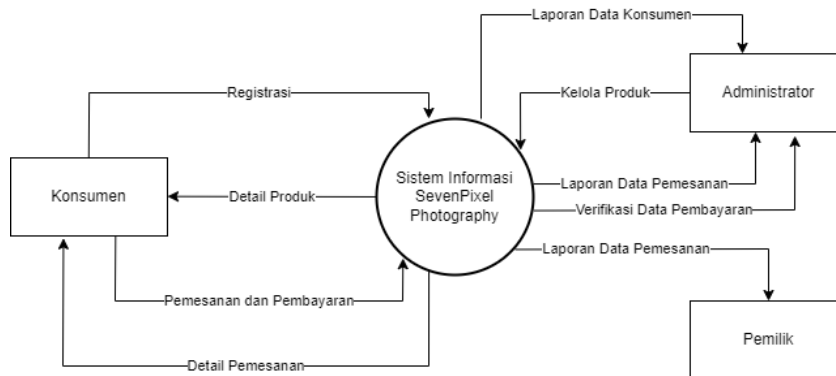 Laporan Data Konsumen
Registrasi
Kelola Produk
Administrator
Sistem Informasi
SevenPixel
Photography
Konsumen
Detail Produk
Laporan Data Pemesanan
Verifikasi Data Pembayaran
Laporan Data Pemesanan
Pemesanan dan Pembayaran
Pemilik
Detail Pemesanan